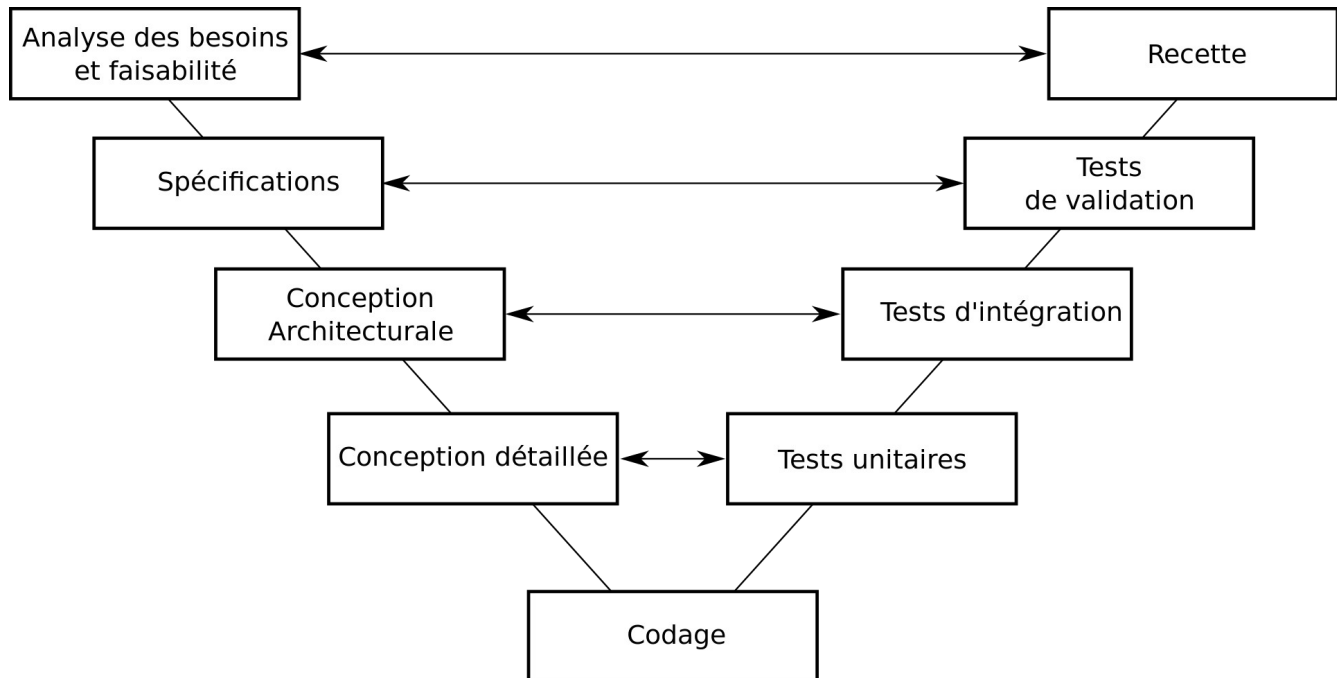 Analyse des besoins
et faisabilité
Recette
Spécifications
Tests
de validation
Conception
Architecturale
Tests d'intégration
Conception détaillée
Tests unitaires
Codage